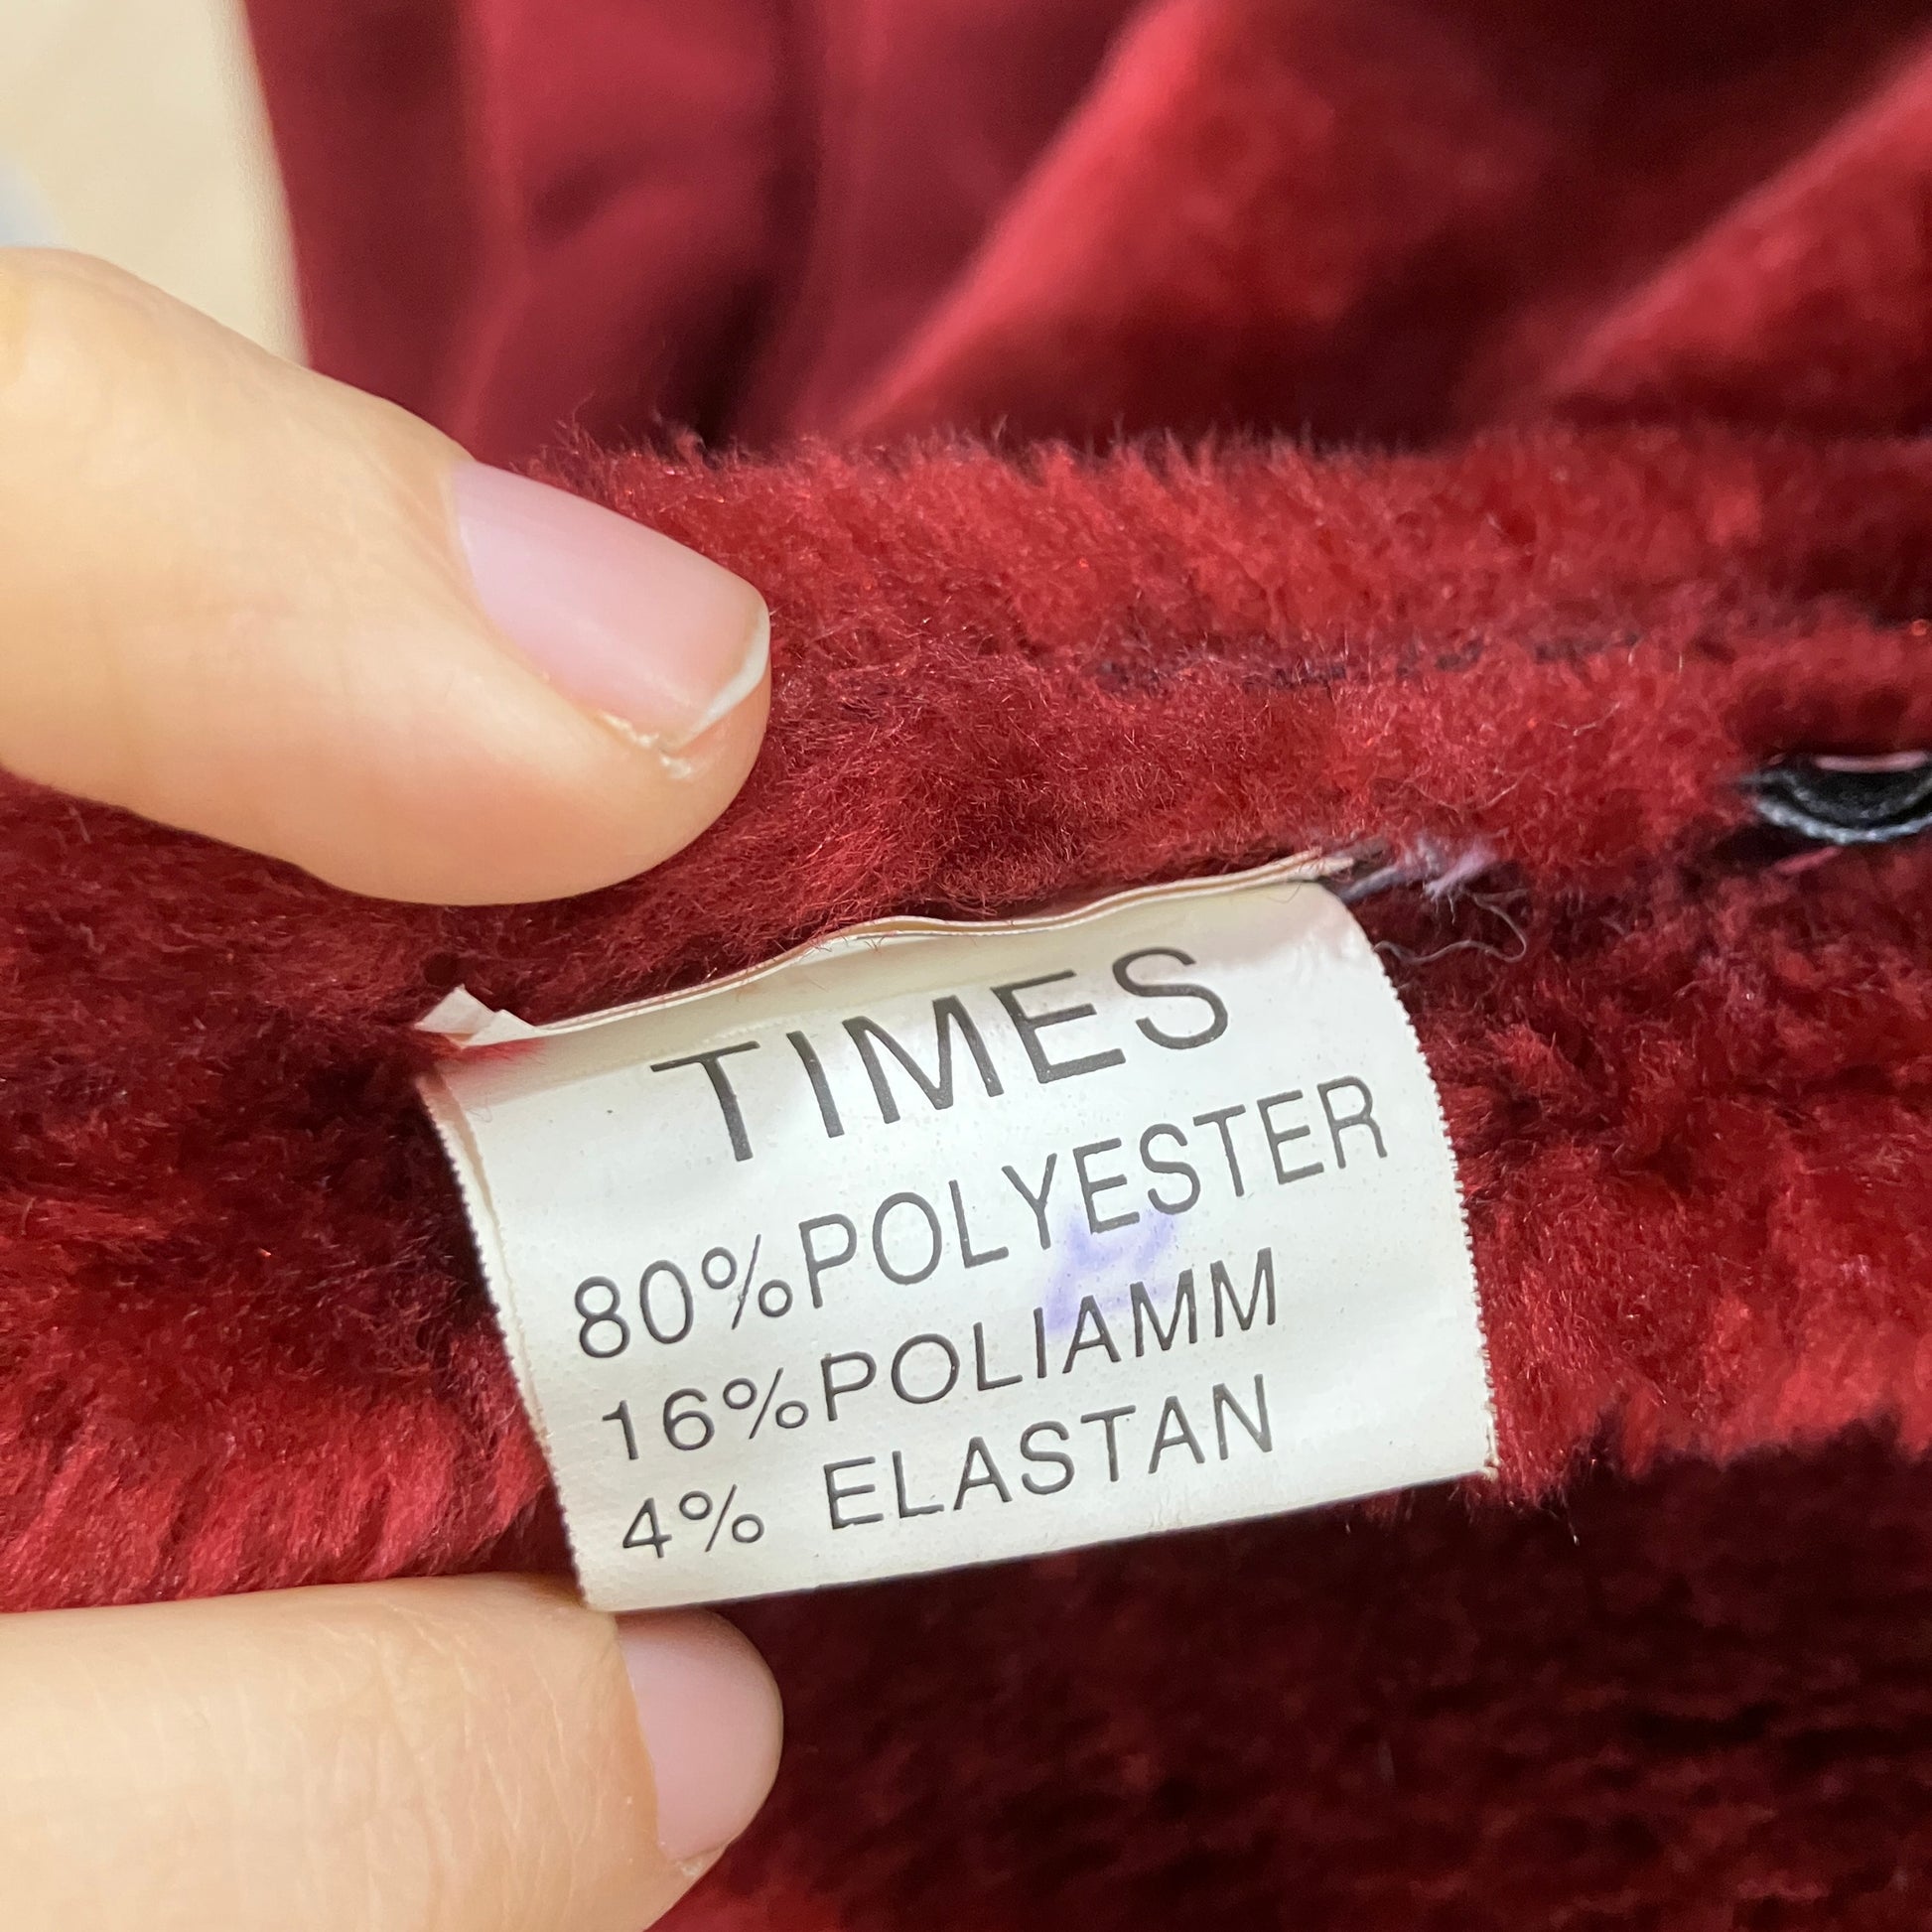 TIMES
80%POLYESTER
16%POLIAMM
4% ELASTAN